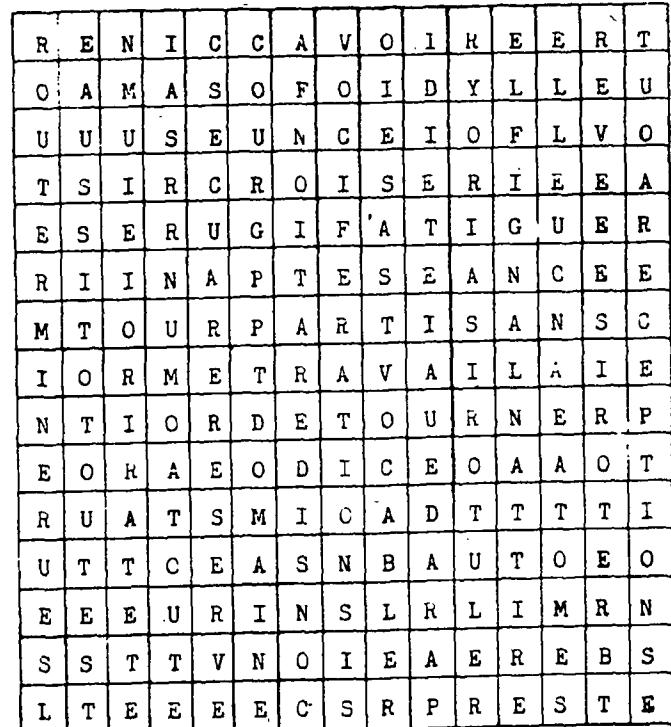 R E N I C C A V O I R E E R T
O A M A S O F O I D Y L L E U
U U U S E U N C E I O F L V O
T S I R C R O I S E R I E E A
E S E R U G I F A T I G U E R
R I I N A P T E S E A N C E E
M T O U R P A R T I S A N S C
I O R M E T R A V A I L A I E
N T I O R D E T O U R N E R P
E O R A E O D I C E O A A O T
R U A T S M I C A D T T T T I
U T T C E A S N B A U T O E O
E E E U R I N S L R L I M R N
S S T T V N O I E A E R E B S
L T E E E E C S R P R E S T E